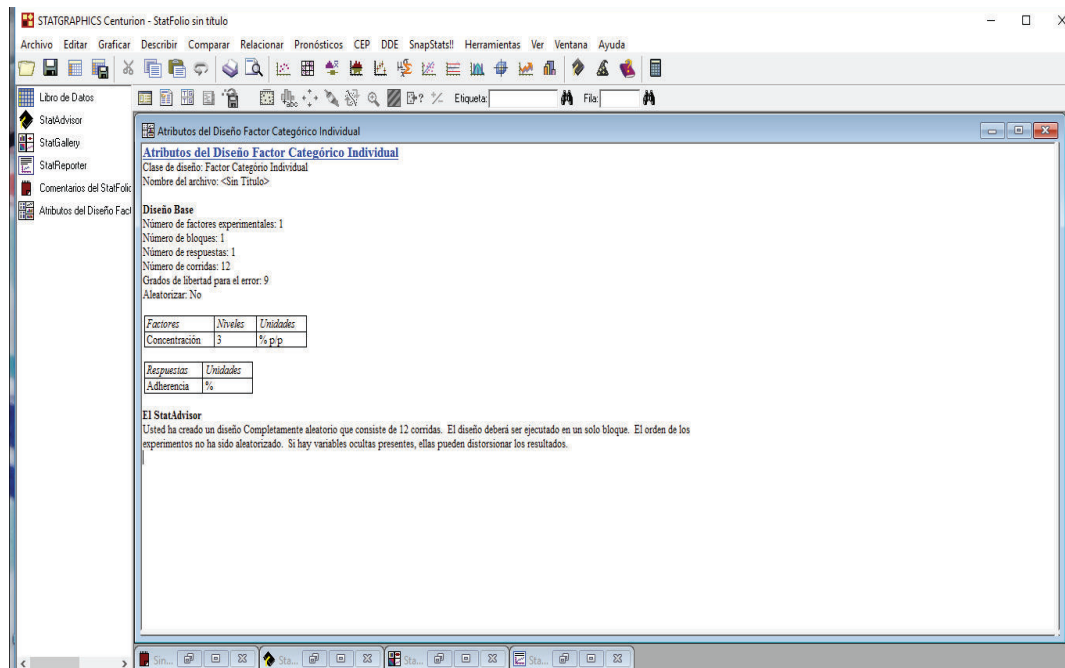 STATGRAPHICS Centurion - StatFolio sin título
Archivo Editar Graficar Describir Comparar Relacionar Pronósticos CEP DDE SnapStats!! Herramientas Ver Ventana Ayuda
Etiqueta: Fila:
Libro de Datos
StatAdvisor
StatGallery
StatReporter
Comentarios del StatFolic
Atributos del Diseño Fact
Atributos del Diseño Factor Categórico Individual
Atributos del Diseño Factor Categórico Individual
Clase de diseño: Factor Categório Individual
Nombre del archivo: <Sin Titulo>
Diseño Base
Número de factores experimentales: 1
Número de bloques: 1
Número de respuestas: 1
Número de corridas: 12
Grados de libertad para el error: 9
Aleatorizar: No
Factores Niveles Unidades
Concentración 3 % p/p
Respuestas Unidades
Adherencia %
El StatAdvisor
Usted ha creado un diseño Completamente aleatorio que consiste de 12 corridas. El diseño deberá ser ejecutado en un solo bloque. El orden de los
experimentos no ha sido aleatorizado. Si hay variables ocultas presentes, ellas pueden distorsionar los resultados.
Sin... Sta... Sta... Sta...